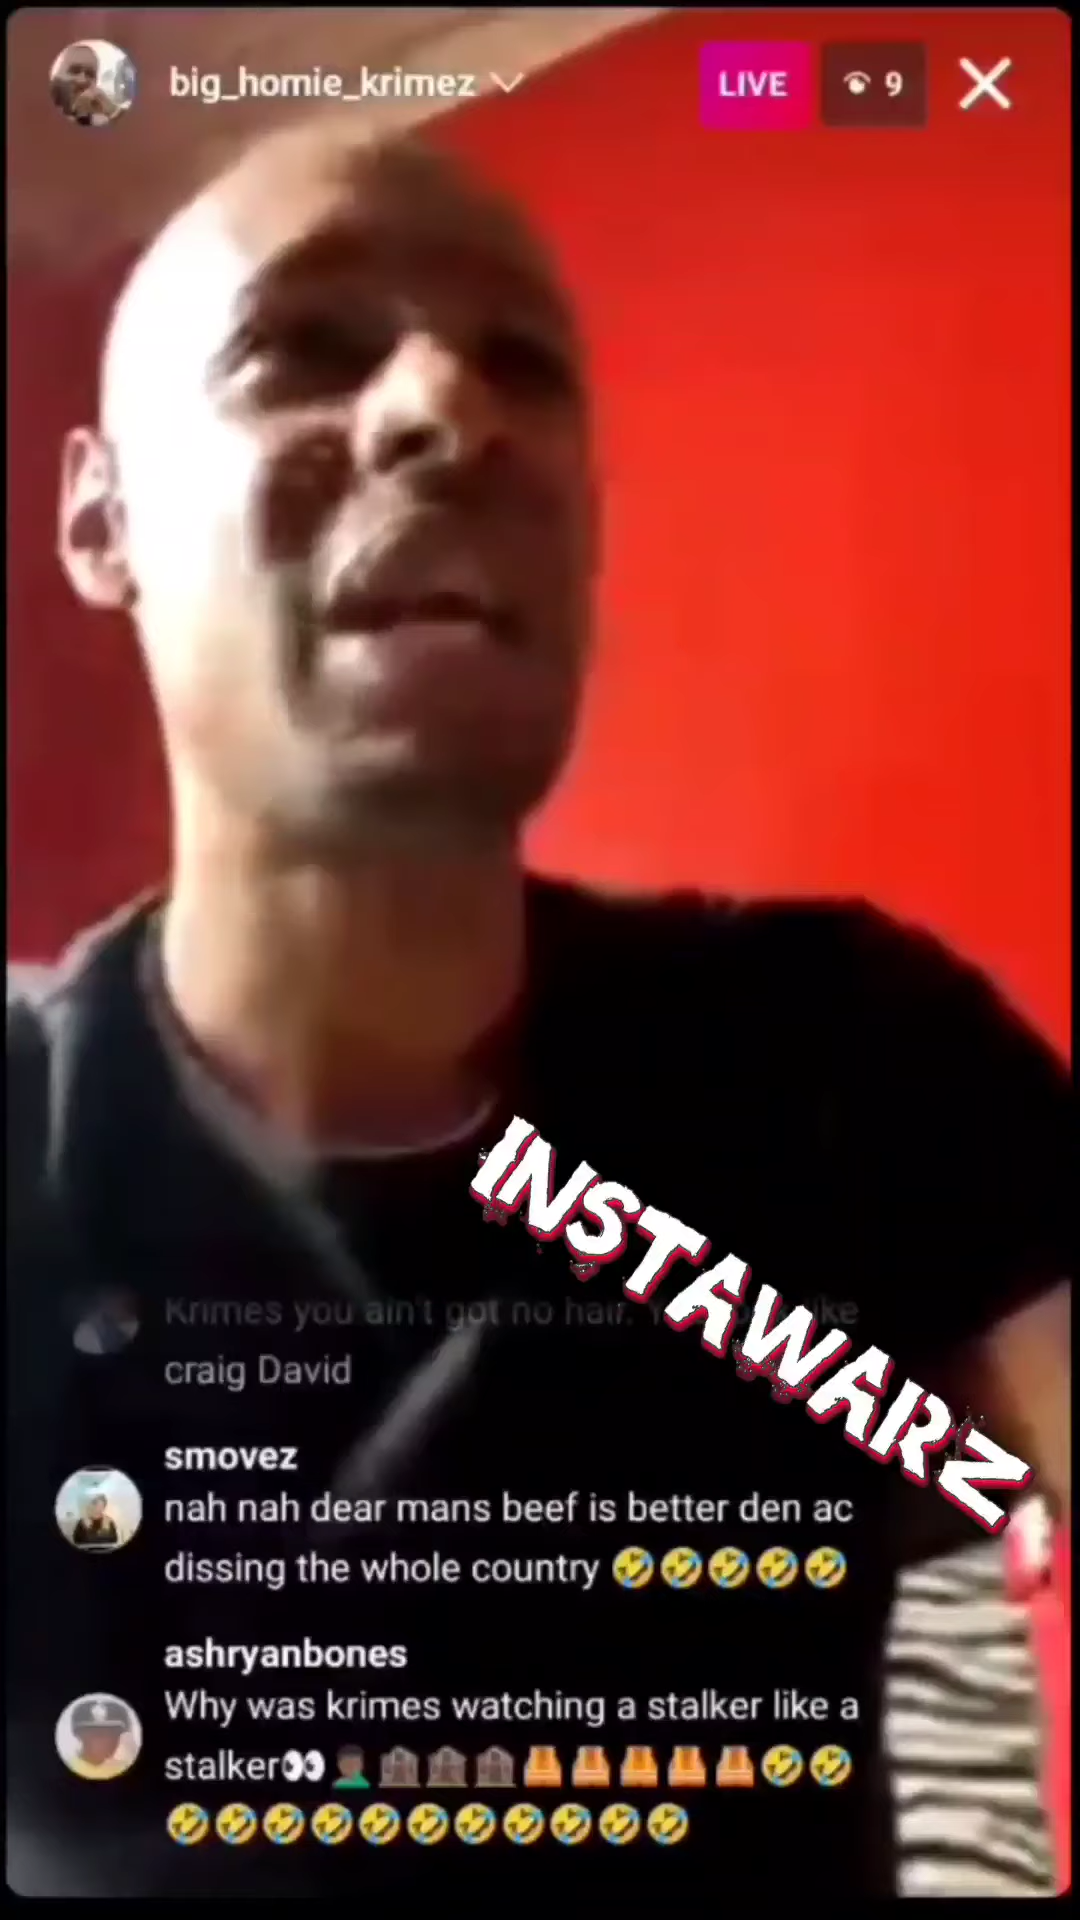 big_homie_krimez
LIVE
9
Krimes you ain't got no hair.
like
craig David
INSTAWARZ
smovez
nah nah dear mans beef is better den ac
dissing the whole country 🤣🤣🤣🤣🤣
ashryanbones
Why was krimes watching a stalker like a
stalker👀🤦🏾‍♂️🏚🏚🏚🦺🦺🦺🦺🦺🤣🤣
🤣🤣🤣🤣🤣🤣🤣🤣🤣🤣🤣